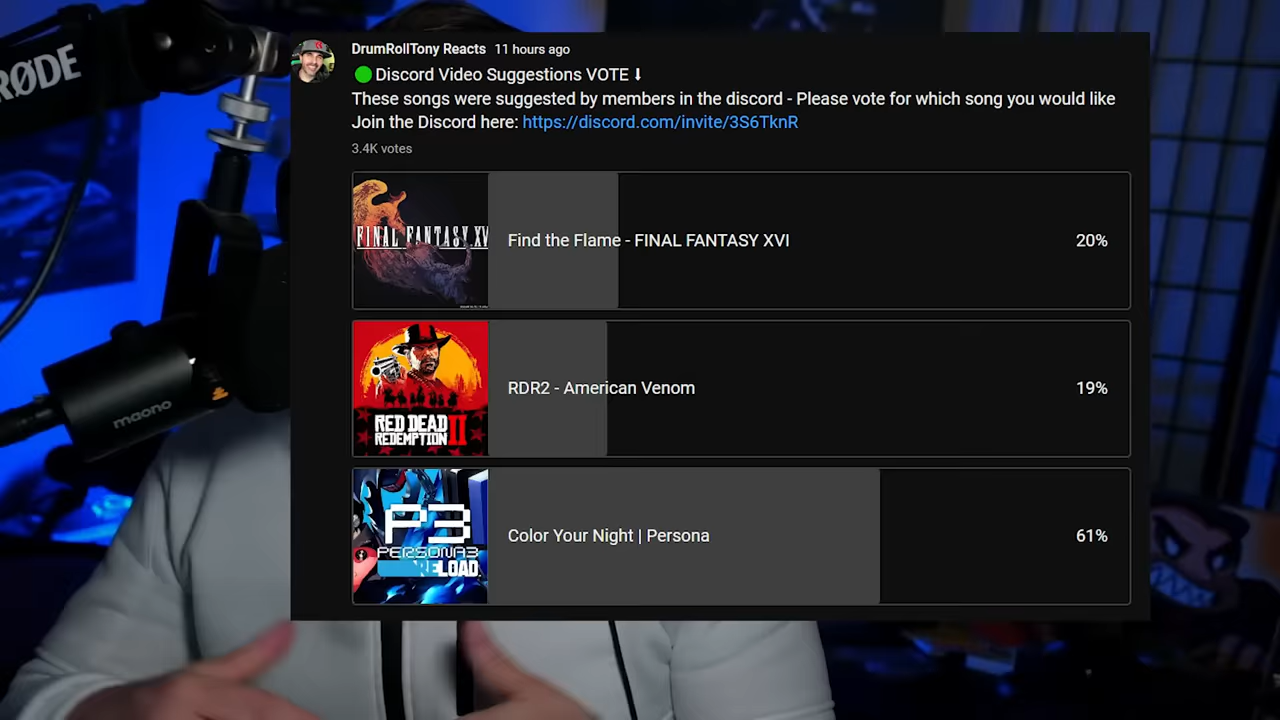 RØDE
DrumRollTony Reacts 11 hours ago
Discord Video Suggestions VOTE ⬇
These songs were suggested by members in the discord - Please vote for which song you would like
Join the Discord here: https://discord.com/invite/3S6TknR
3.4K votes
FINAL FANTASY XVI
Find the Flame - FINAL FANTASY XVI
20%
RED DEAD
REDEMPTION II
RDR2 - American Venom
19%
maono
P3
PERSONA3
RELOAD
Color Your Night | Persona
61%